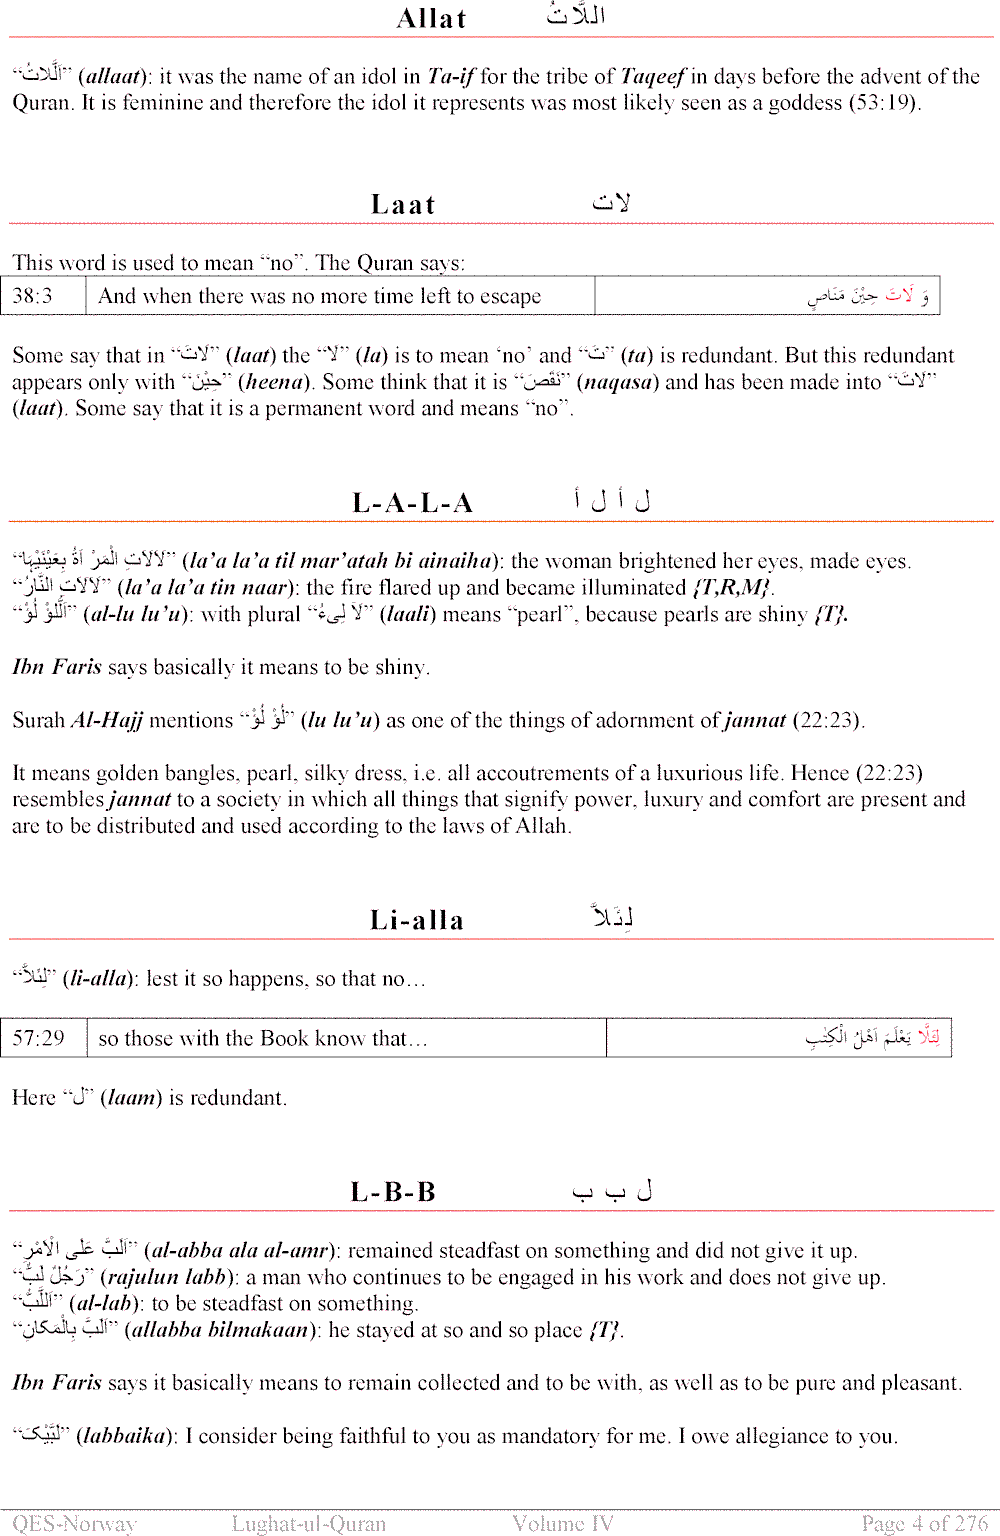 Allat اللَّاتُ
“اَللَّاتُ” (allaat): it was the name of an idol in Ta-if for the tribe of Taqeef in days before the advent of the
Quran. It is feminine and therefore the idol it represents was most likely seen as a goddess (53:19).
Laat لات
This word is used to mean “no”. The Quran says:
38:3 And when there was no more time left to escape وَ لَاتَ حِیْنَ مَنَاصٍ
Some say that in “لَاتَ” (laat) the “لَا” (la) is to mean ‘no’ and “تَ” (ta) is redundant. But this redundant
appears only with “حِیْنَ” (heena). Some think that it is “نَقَّصَ” (naqasa) and has been made into “لَاتَ”
(laat). Some say that it is a permanent word and means “no”.
L-A-L-A ل أ ل أ
“لَاَلَاَتِ الْمَرْ اَۃُ بِعَیْنَیْہَا” (la’a la’a til mar’atah bi ainaiha): the woman brightened her eyes, made eyes.
“لَاَلَاَتِ النَّارُ” (la’a la’a tin naar): the fire flared up and became illuminated {T,R,M}.
“اَللُّوْ لُوْ” (al-lu lu’u): with plural “لَاَ لِیءُ” (laali) means “pearl”, because pearls are shiny {T}.
Ibn Faris says basically it means to be shiny.
Surah Al-Hajj mentions “لُوْ لُوْ” (lu lu’u) as one of the things of adornment of jannat (22:23).
It means golden bangles, pearl, silky dress, i.e. all accoutrements of a luxurious life. Hence (22:23)
resembles jannat to a society in which all things that signify power, luxury and comfort are present and
are to be distributed and used according to the laws of Allah.
Li-alla لِئَلاَّ
“لِئَلاَّ” (li-alla): lest it so happens, so that no…
57:29 so those with the Book know that… لِئَلَّا یَعْلَمَ اَھْلُ الْکِتٰبِ
Here “ل” (laam) is redundant.
L-B-B ل ب ب
“اَلَبَّ عَلَی الْاَمْرِ” (al-abba ala al-amr): remained steadfast on something and did not give it up.
“رَجُلٌ لَبٌّ” (rajulun labb): a man who continues to be engaged in his work and does not give up.
“اَللَّبُّ” (al-lab): to be steadfast on something.
“اَلَبَّ بِالْمَکَانِ” (allabba bilmakaan): he stayed at so and so place {T}.
Ibn Faris says it basically means to remain collected and to be with, as well as to be pure and pleasant.
“لَبَّیْکَ” (labbaika): I consider being faithful to you as mandatory for me. I owe allegiance to you.
QES-Norway Lughat-ul-Quran Volume IV Page 4 of 276